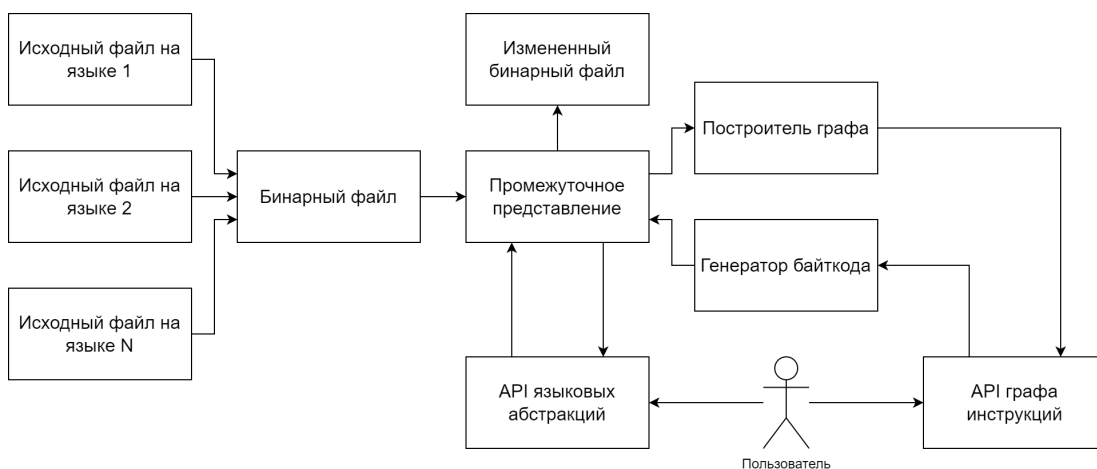 Исходный файл на
языке 1
Измененный
бинарный файл
Построитель графа
Исходный файл на
языке 2
Бинарный файл
Промежуточное
представление
Генератор байткода
Исходный файл на
языке N
API языковых
абстракций
API графа
инструкций
Пользователь